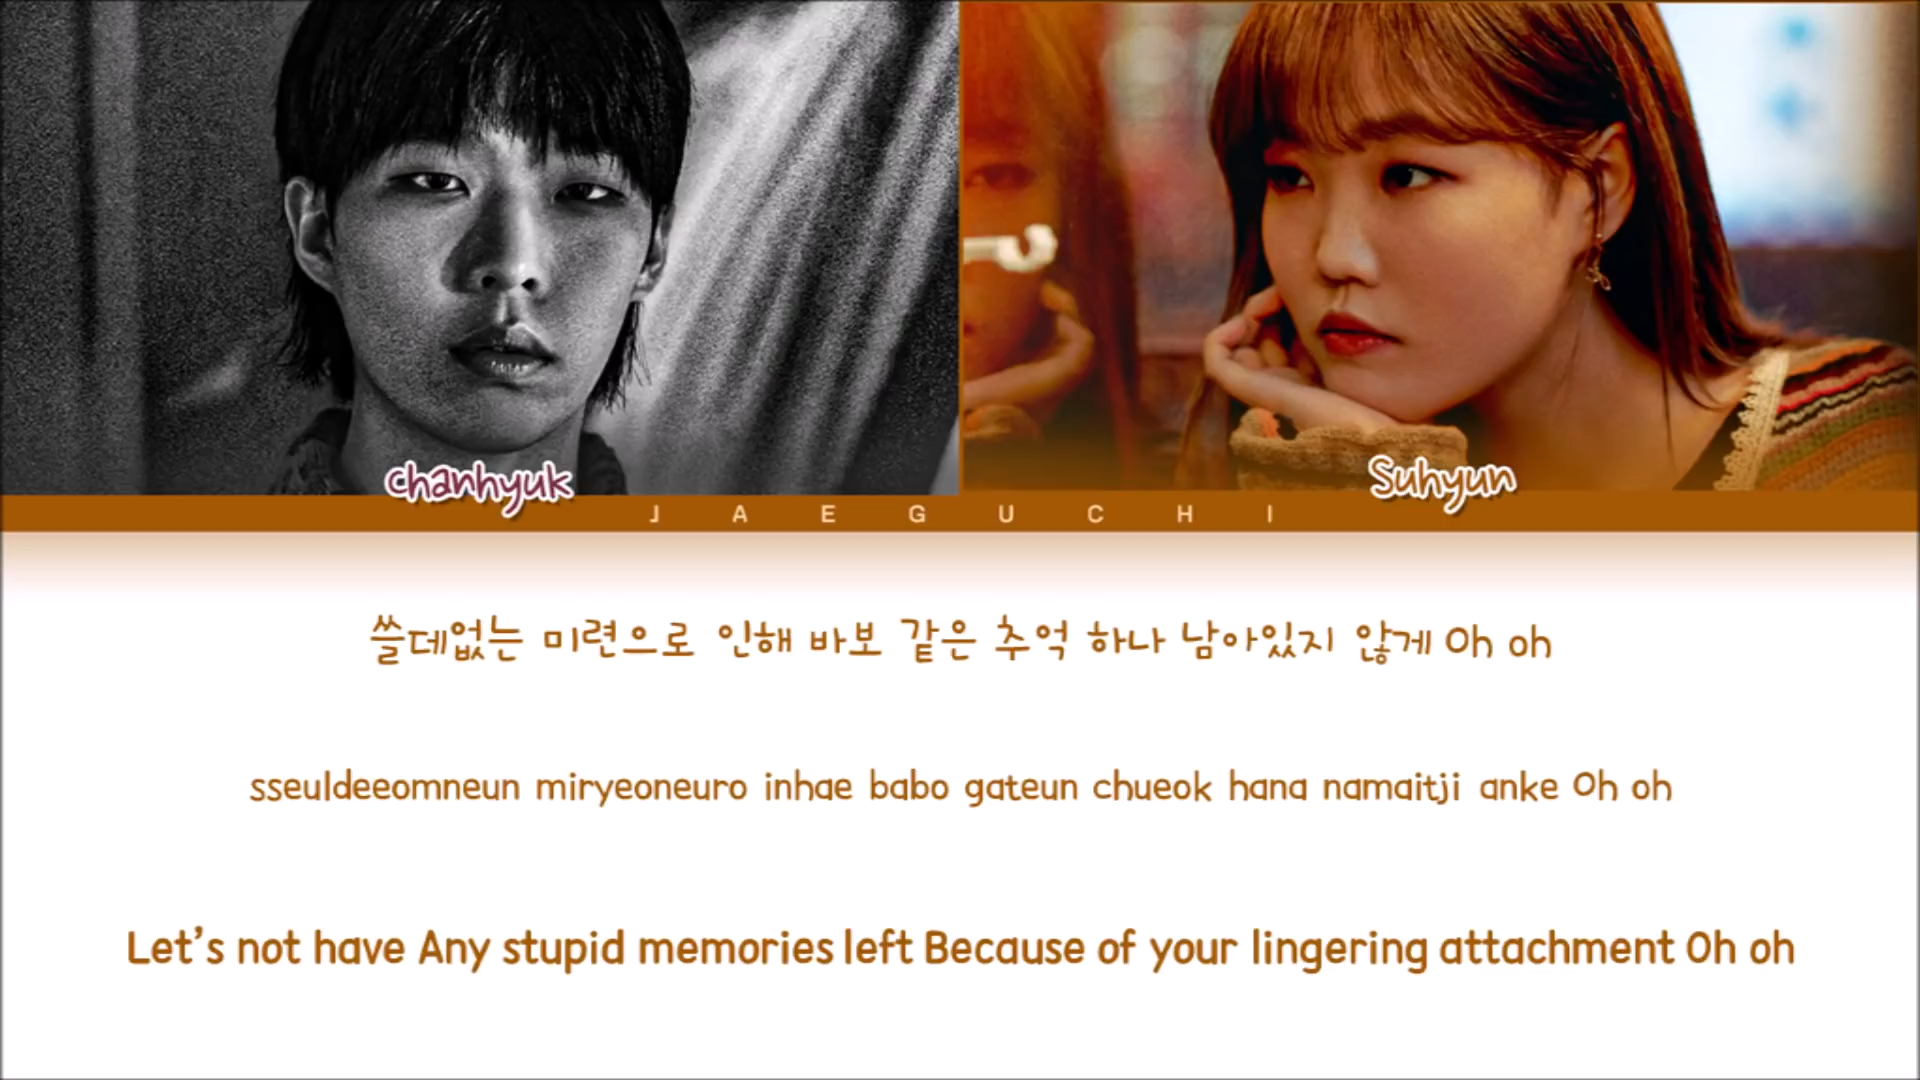 chanhyuk
Suhyun
JAEGUCHI
쓸데없는 미련으로 인해 바보 같은 추억 하나 남아있지 않게 Oh oh
sseuldeeomneun miryeoneuro inhae babo gateun chueok hana namaitji anke Oh oh
Let's not have Any stupid memories left Because of your lingering attachment Oh oh